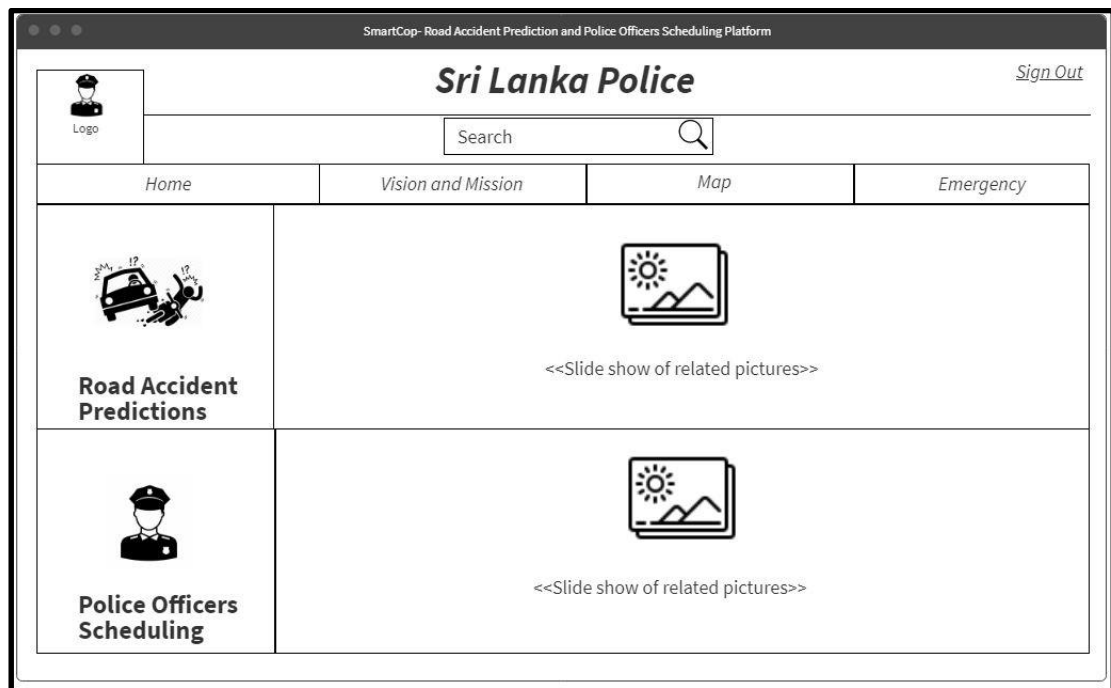 SmartCop- Road Accident Prediction and Police Officers Scheduling Platform
Sri Lanka Police
Sign Out
Logo
Search
Home
Vision and Mission
Map
Emergency
!?
!?
<<Slide show of related pictures>>
Road Accident
Predictions
<<Slide show of related pictures>>
Police Officers
Scheduling